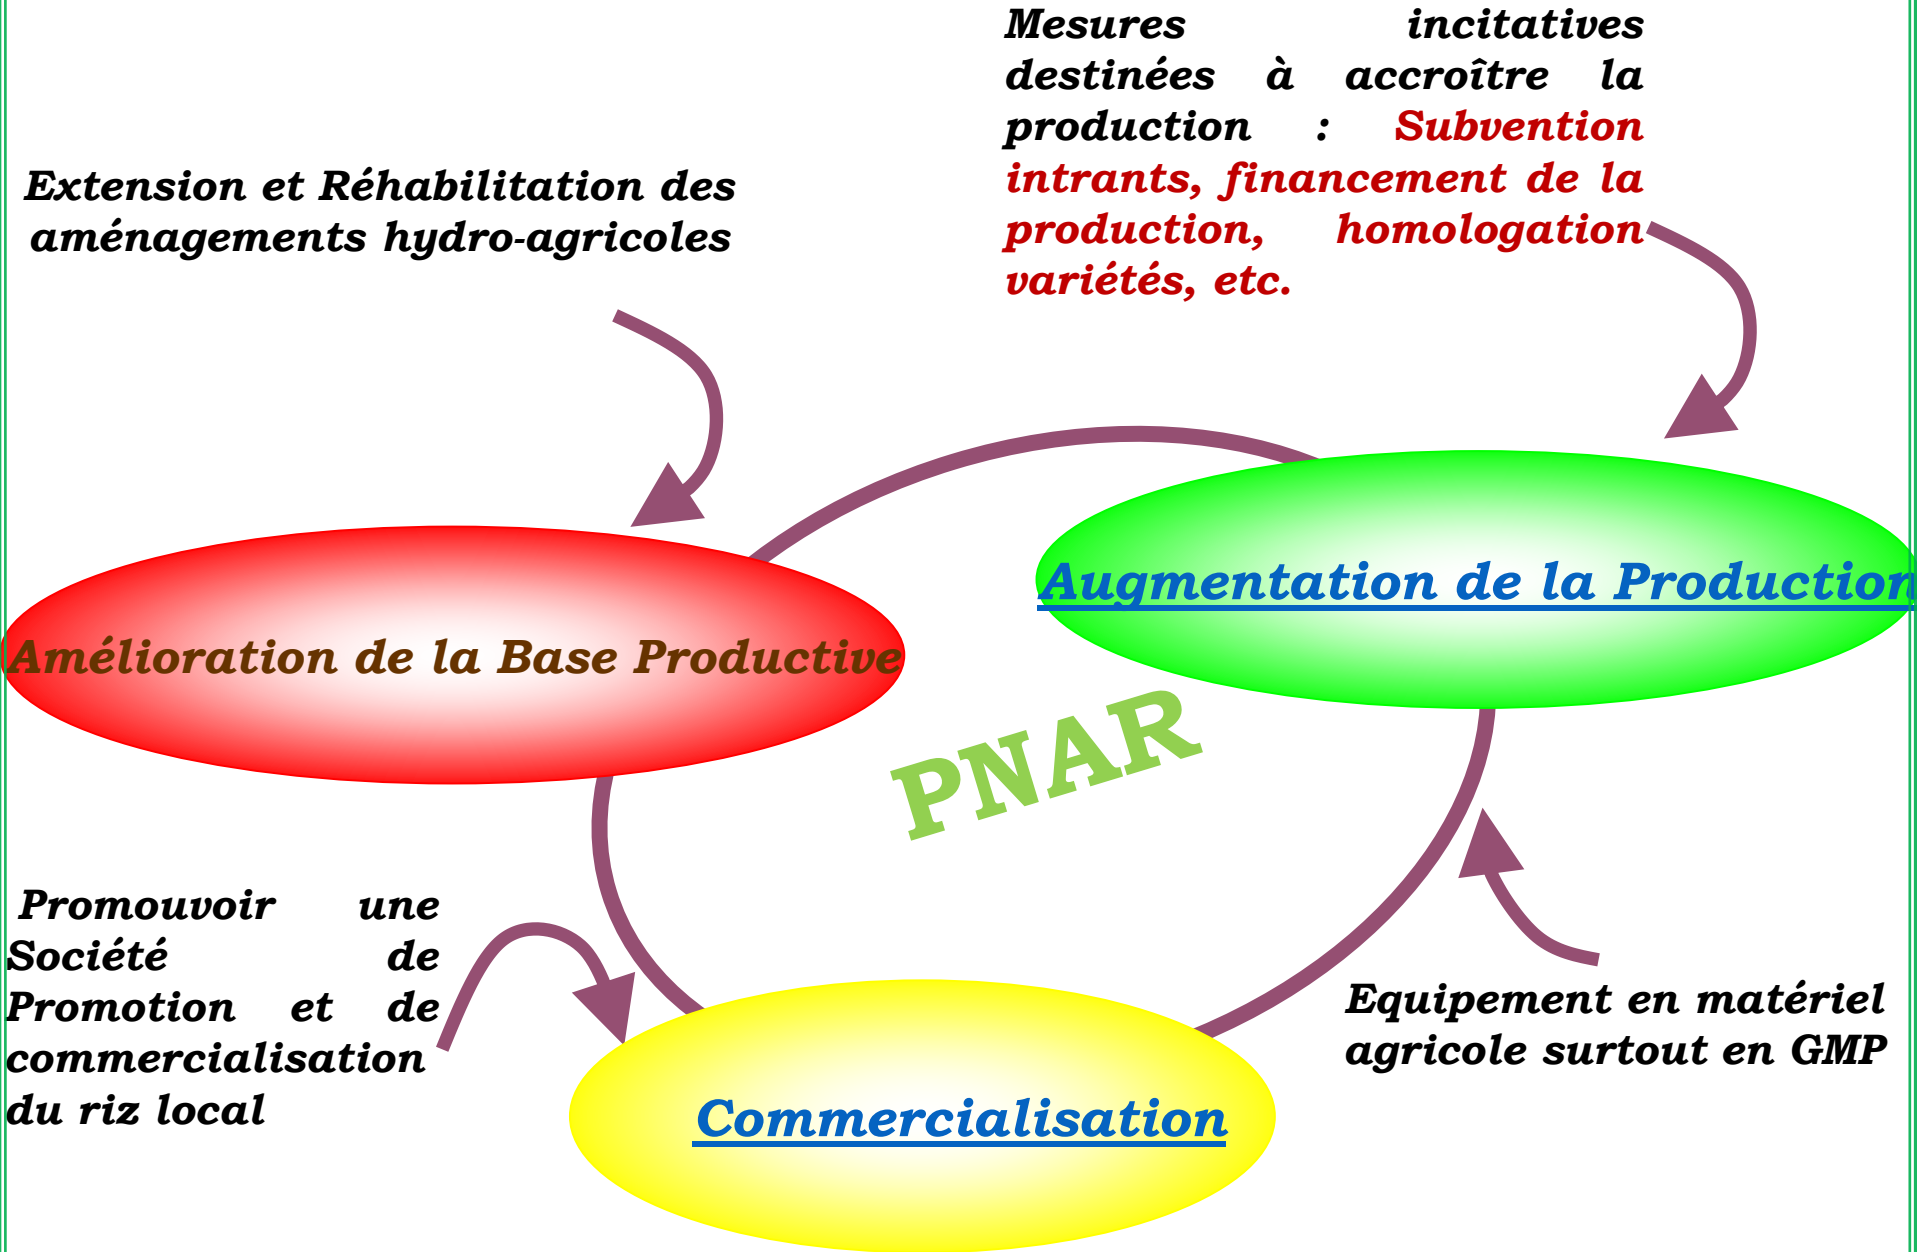 Mesures incitatives
destinées à accroître la
production : Subvention
intrants, financement de la
production, homologation
variétés, etc.
Extension et Réhabilitation des
aménagements hydro-agricoles
Augmentation de la Production
Amélioration de la Base Productive
PNAR
Promouvoir une
Société de
Promotion et de
commercialisation
du riz local
Equipement en matériel
agricole surtout en GMP
Commercialisation